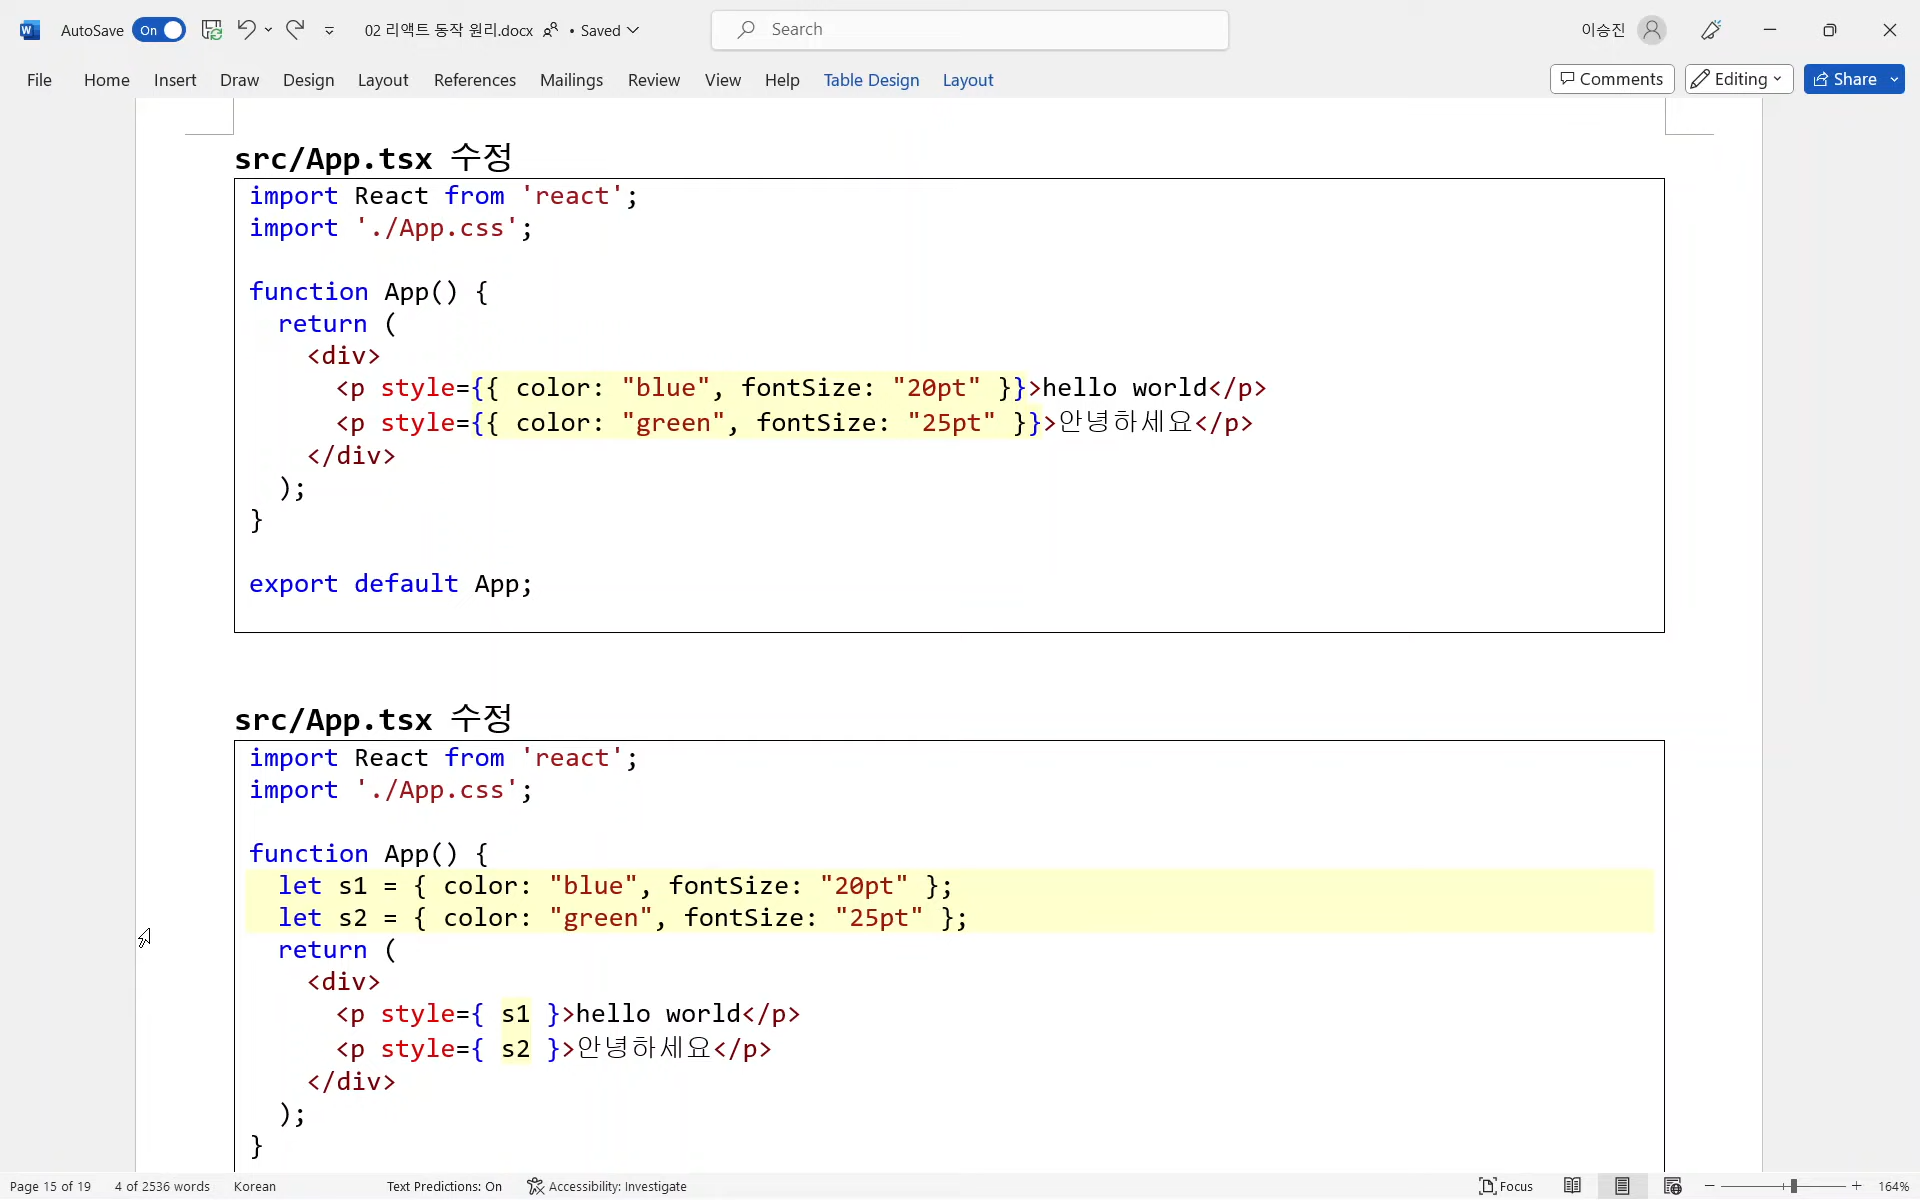 AutoSave On 02 리액트 동작 원리.docx • Saved Search 이승진
File Home Insert Draw Design Layout References Mailings Review View Help Table Design Layout Comments Editing Share
src/App.tsx 수정
import React from 'react';
import './App.css';
function App() {
return (
<div>
<p style={{ color: "blue", fontSize: "20pt" }}>hello world</p>
<p style={{ color: "green", fontSize: "25pt" }}>안녕하세요</p>
</div>
);
}
export default App;
src/App.tsx 수정
import React from 'react';
import './App.css';
function App() {
let s1 = { color: "blue", fontSize: "20pt" };
let s2 = { color: "green", fontSize: "25pt" };
return (
<div>
<p style={ s1 }>hello world</p>
<p style={ s2 }>안녕하세요</p>
</div>
);
}
Page 15 of 19 4 of 2536 words Korean Text Predictions: On Accessibility: Investigate Focus 164%